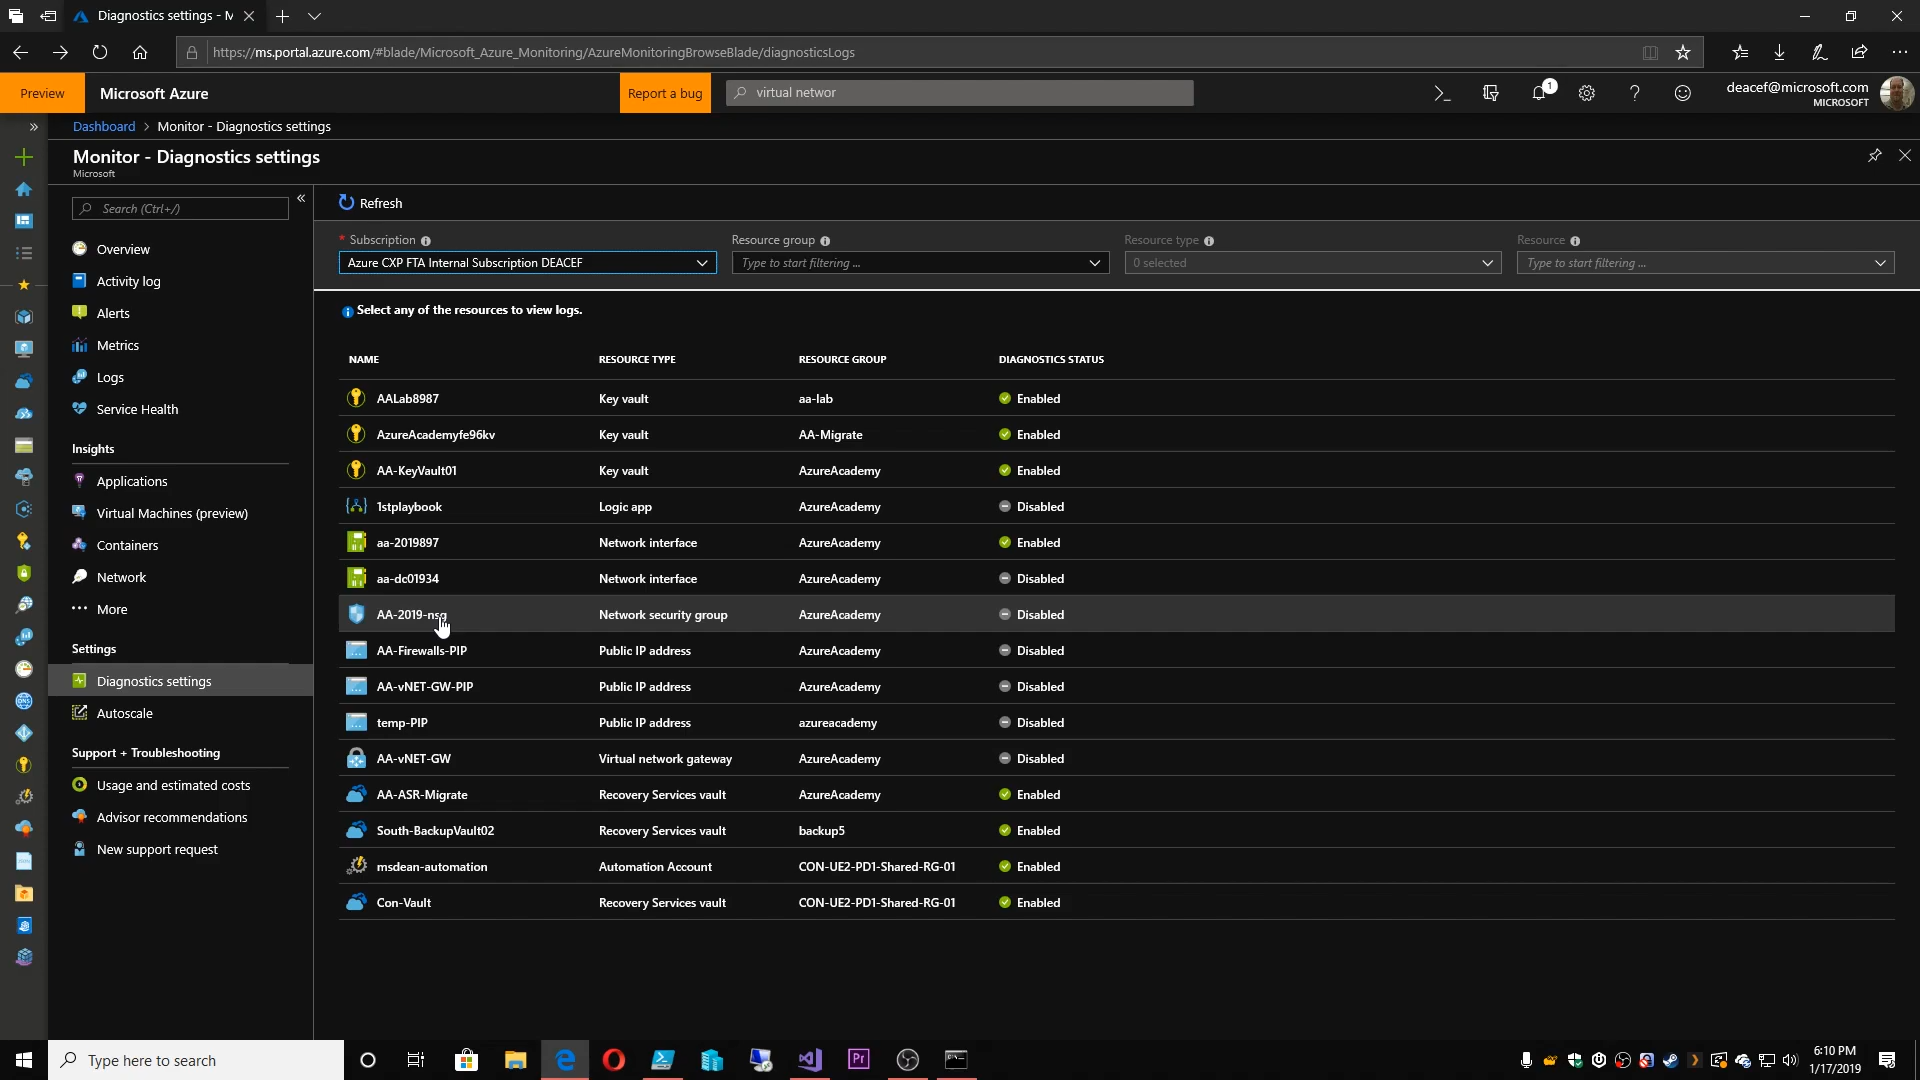 Diagnostics settings - M
https://ms.portal.azure.com/#blade/Microsoft_Azure_Monitoring/AzureMonitoringBrowseBlade/diagnosticsLogs
Preview
Microsoft Azure
Report a bug
virtual networ
1
deacef@microsoft.com
MICROSOFT
Dashboard > Monitor - Diagnostics settings
Monitor - Diagnostics settings
Microsoft
Search (Ctrl+/)
Overview
Activity log
Alerts
Metrics
Logs
Service Health
Insights
Applications
Virtual Machines (preview)
Containers
Network
More
Settings
Diagnostics settings
Autoscale
Support + Troubleshooting
Usage and estimated costs
Advisor recommendations
New support request
Refresh
* Subscription Resource group Resource type Resource
Azure CXP FTA Internal Subscription DEACEF Type to start filtering ... 0 selected Type to start filtering ...
Select any of the resources to view logs.
NAME RESOURCE TYPE RESOURCE GROUP DIAGNOSTICS STATUS
AALab8987 Key vault aa-lab Enabled
AzureAcademyfe96kv Key vault AA-Migrate Enabled
AA-KeyVault01 Key vault AzureAcademy Enabled
1stplaybook Logic app AzureAcademy Disabled
aa-2019897 Network interface AzureAcademy Enabled
aa-dc01934 Network interface AzureAcademy Disabled
AA-2019-nsg Network security group AzureAcademy Disabled
AA-Firewalls-PIP Public IP address AzureAcademy Disabled
AA-vNET-GW-PIP Public IP address AzureAcademy Disabled
temp-PIP Public IP address azureacademy Disabled
AA-vNET-GW Virtual network gateway AzureAcademy Disabled
AA-ASR-Migrate Recovery Services vault AzureAcademy Enabled
South-BackupVault02 Recovery Services vault backup5 Enabled
msdean-automation Automation Account CON-UE2-PD1-Shared-RG-01 Enabled
Con-Vault Recovery Services vault CON-UE2-PD1-Shared-RG-01 Enabled
Type here to search
Pr
6:10 PM
1/17/2019